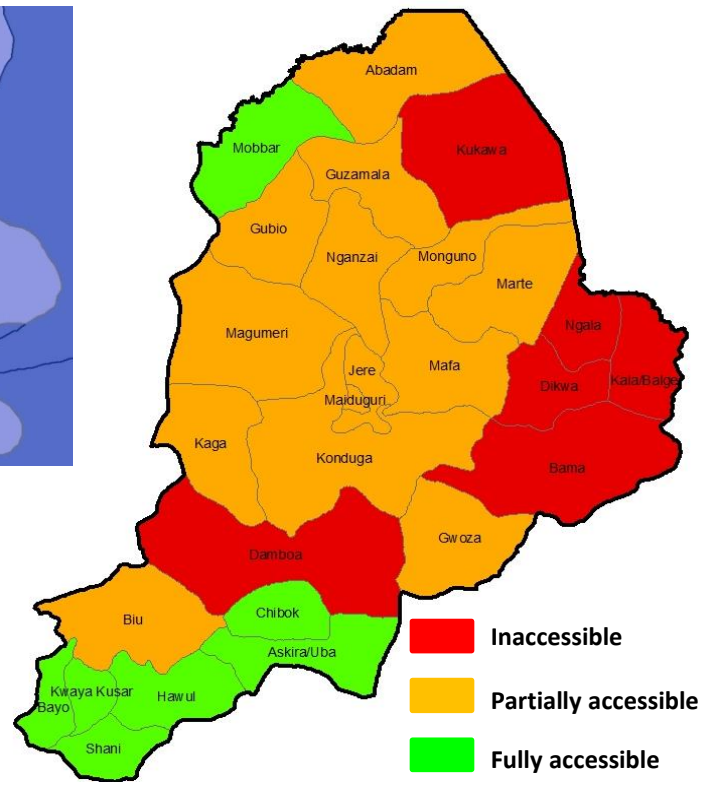 Abadam
Mobbar
Kukawa
Guzamala
Gubio
Nganzai
Monguno
Marte
Magumeri
Ngala
Jere
Mafa
Dikwa
Kala/Balge
Maiduguri
Kaga
Konduga
Bama
Gwoza
Damboa
Chibok
Biu
Askira/Uba
Kwaya Kusar
Hawul
Bayo
Shani
Inaccessible
Partially accessible
Fully accessible